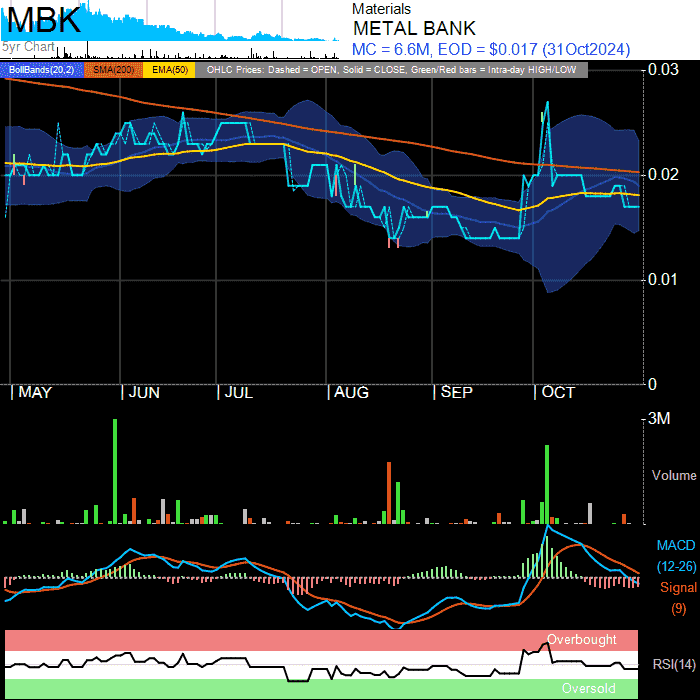 MBK
5yr Chart
Materials
METAL BANK
MC = 6.6M, EOD = $0.017 (31Oct2024)
BollBands(20,2) SMA(200) EMA(50) OHLC Prices: Dashed = OPEN, Solid = CLOSE, Green/Red bars = Intra-day HIGH/LOW
0.03
0.02
0.01
0
MAY JUN JUL AUG SEP OCT
3M
Volume
MACD
(12-26)
Signal
(9)
Overbought
RSI(14)
Oversold